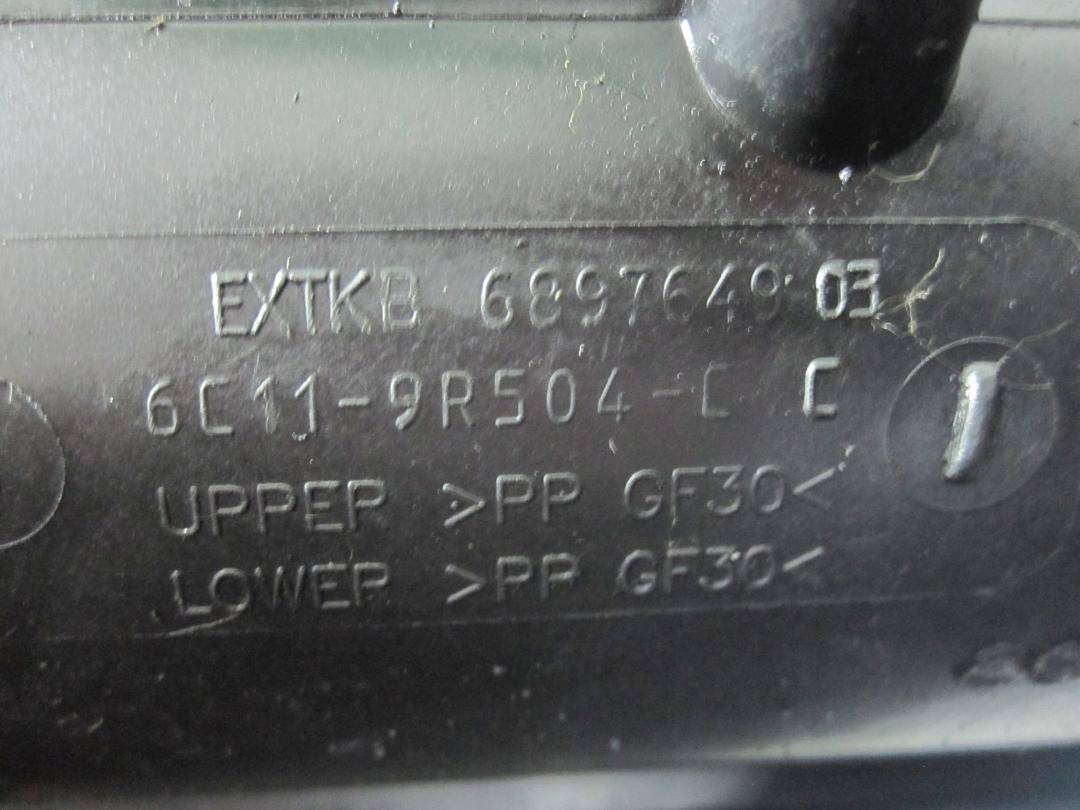 EXTKB 6897649 03
6C11-9R504-C C
UPPER >PP GF30<
LOWER >PP GF30<